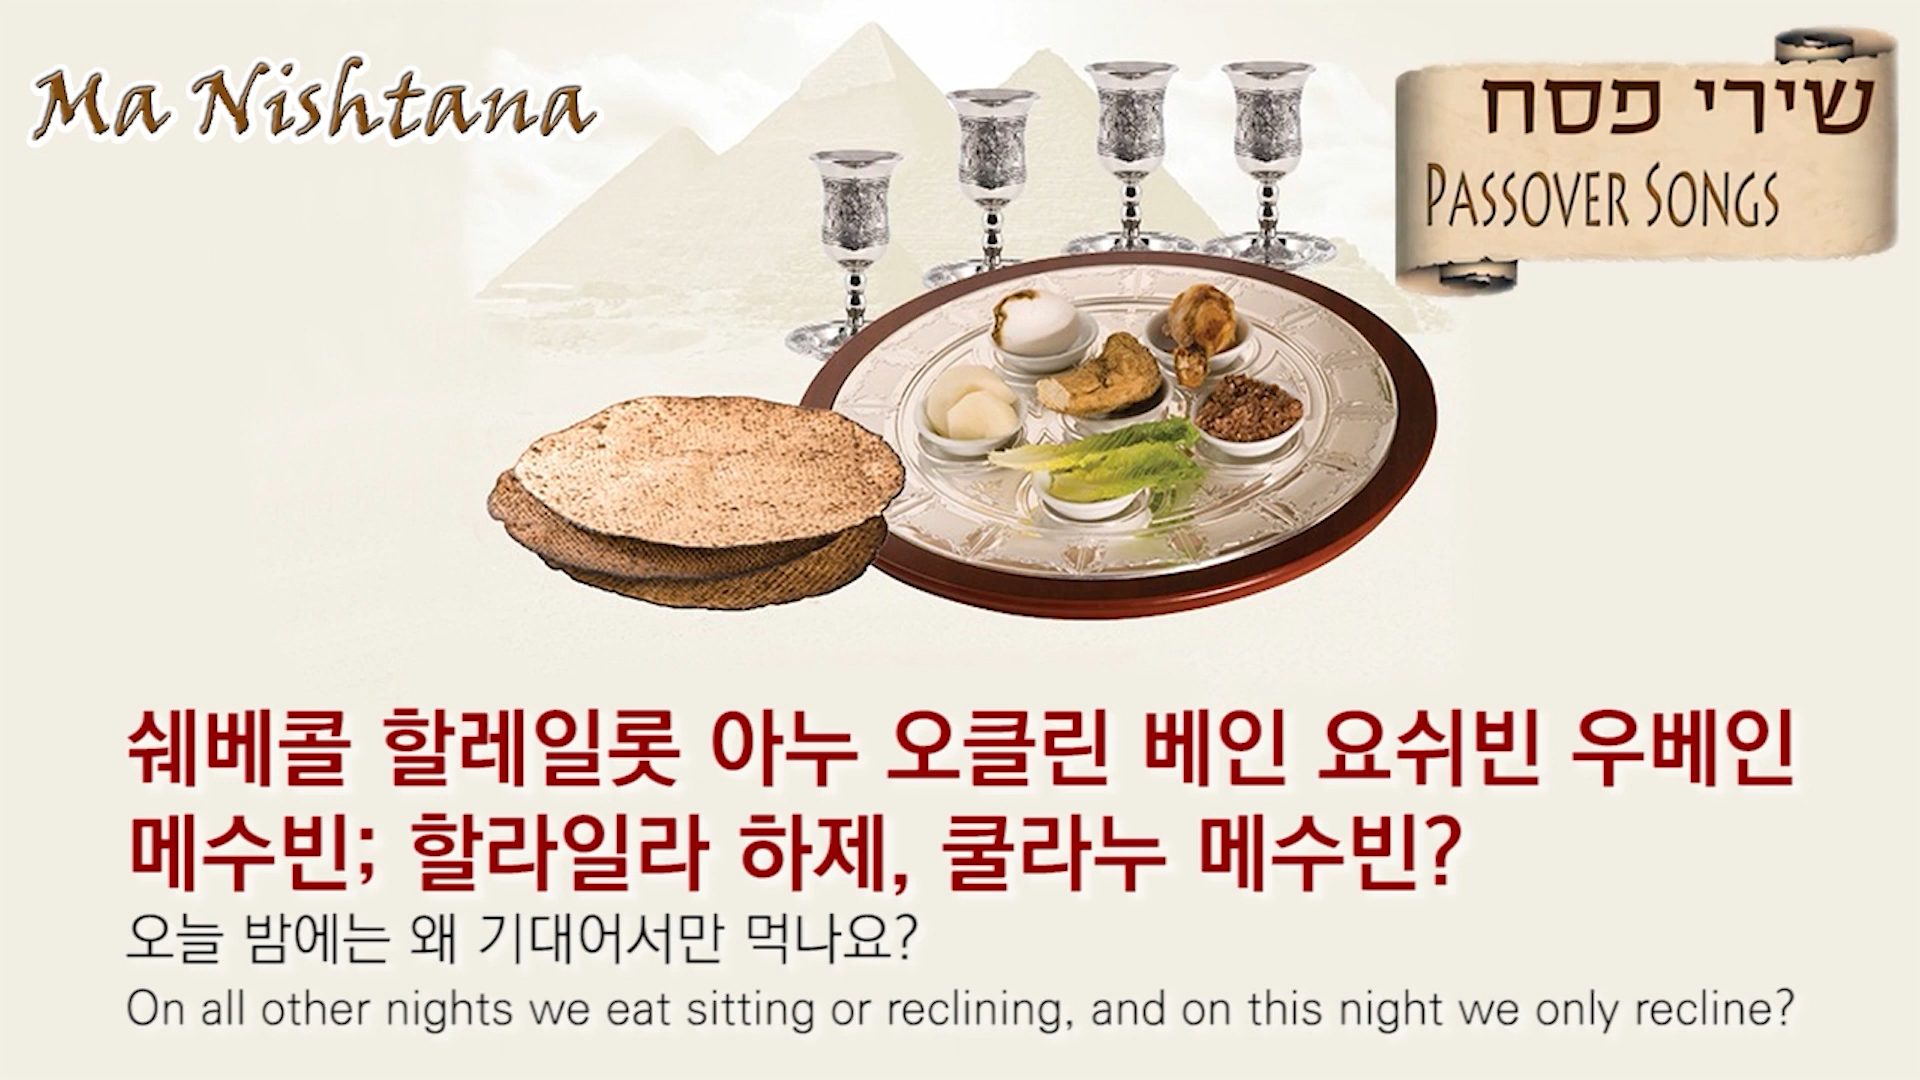 Ma Nishtana
שירי פסח
PASSOVER SONGS
쉐베콜 할레일롯 아누 오클린 베인 요쉬빈 우베인
메수빈; 할라일라 하제, 쿨라누 메수빈?
오늘 밤에는 왜 기대어서만 먹나요?
On all other nights we eat sitting or reclining, and on this night we only recline?